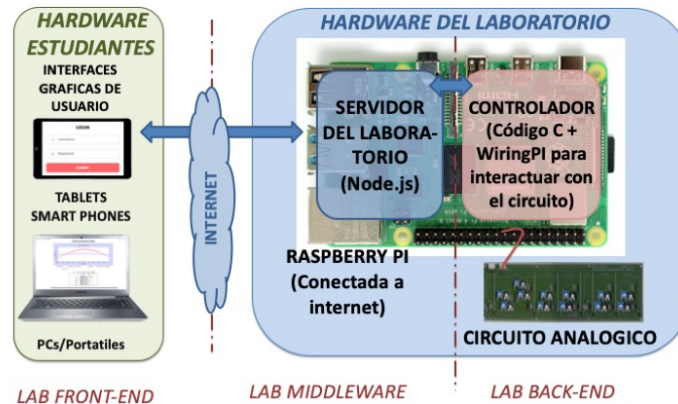 HARDWARE
ESTUDIANTES
INTERFACES
GRAFICAS DE
USUARIO
LOGIN
TABLETS
SMART PHONES
PCs/Portatiles
LAB FRONT-END
INTERNET
HARDWARE DEL LABORATORIO
SERVIDOR
DEL LABORA-
TORIO
(Node.js)
CONTROLADOR
(Código C +
WiringPI para
interactuar con
el circuito)
HDMI
RASPBERRY PI
(Conectada a
internet)
CIRCUITO ANALOGICO
LAB MIDDLEWARE
LAB BACK-END